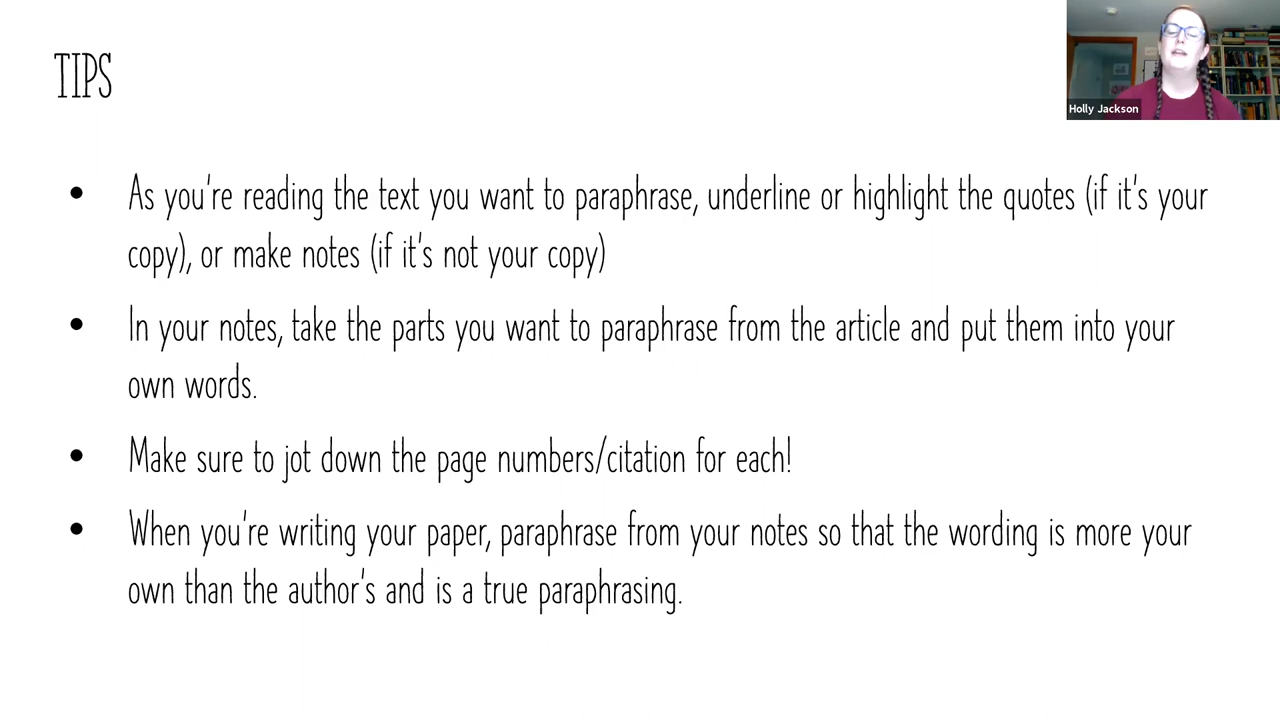 TIPS
Holly Jackson
• As you're reading the text you want to paraphrase, underline or highlight the quotes (if it's your
copy), or make notes (if it's not your copy)
• In your notes, take the parts you want to paraphrase from the article and put them into your
own words.
• Make sure to jot down the page numbers/citation for each!
• When you're writing your paper, paraphrase from your notes so that the wording is more your
own than the author's and is a true paraphrasing.